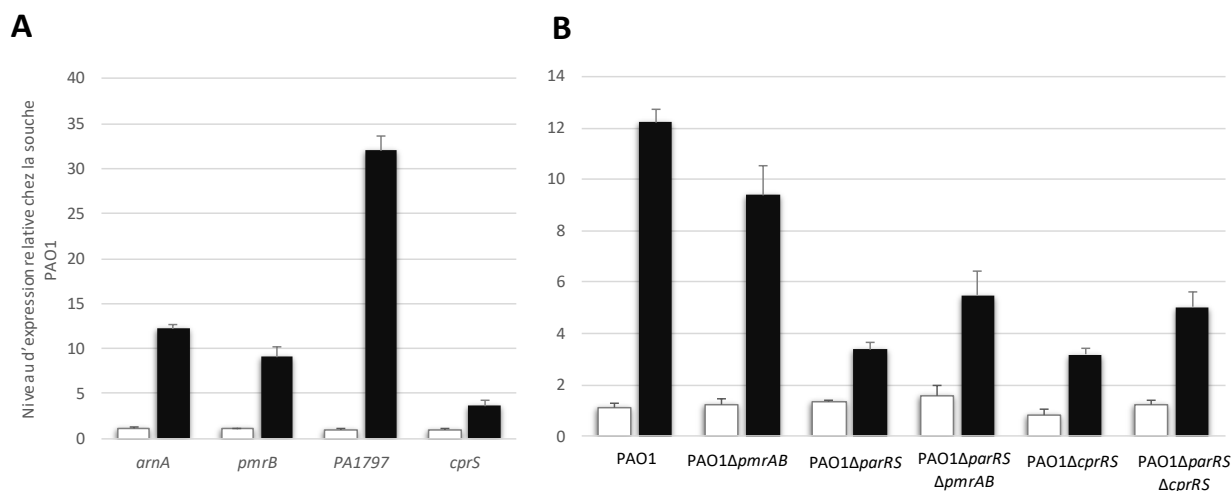 A
B
Niveau d'expression relative chez la souche
PAO1
40
35
30
25
20
15
10
5
0
arnA pmrB PA1797 cprS
14
12
10
8
6
4
2
0
PAO1 PAO1ΔpmrAB PAO1ΔparRS PAO1ΔparRS PAO1ΔcprRS PAO1ΔparRS
ΔpmrAB ΔcprRS